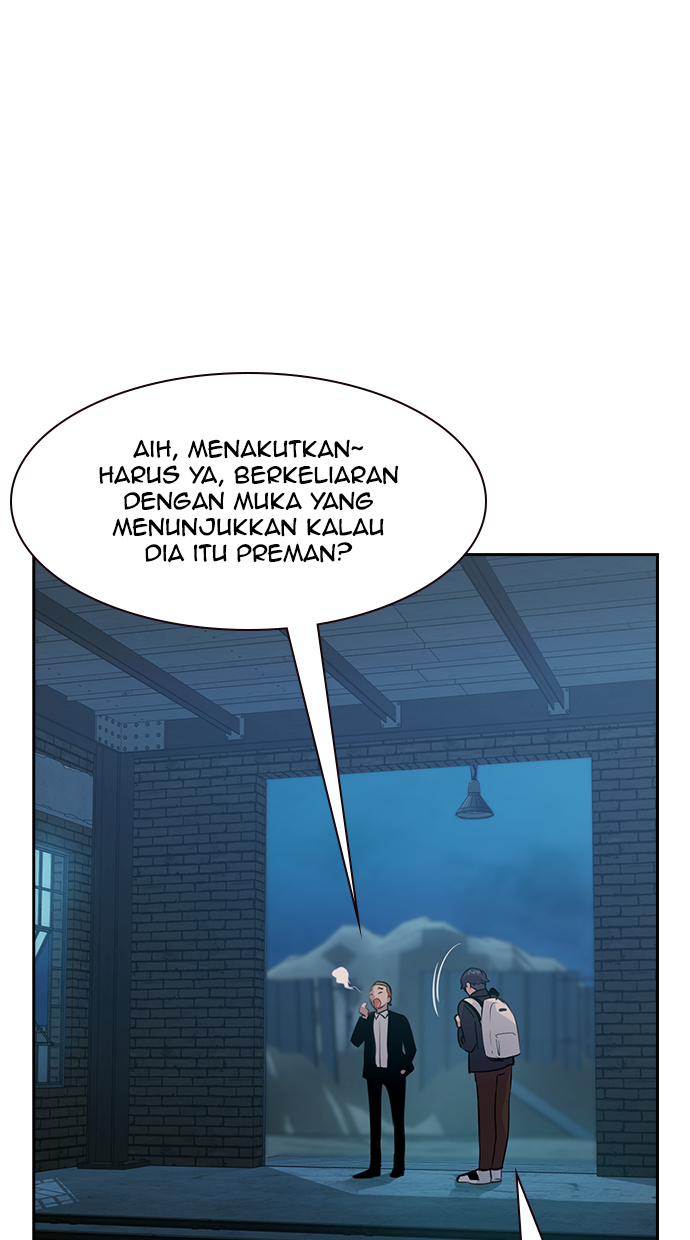 AIH, MENAKUTKAN~
HARUS YA, BERKELIARAN
DENGAN MUKA YANG
MENUNJUKKAN KALAU
DIA ITU PREMAN?